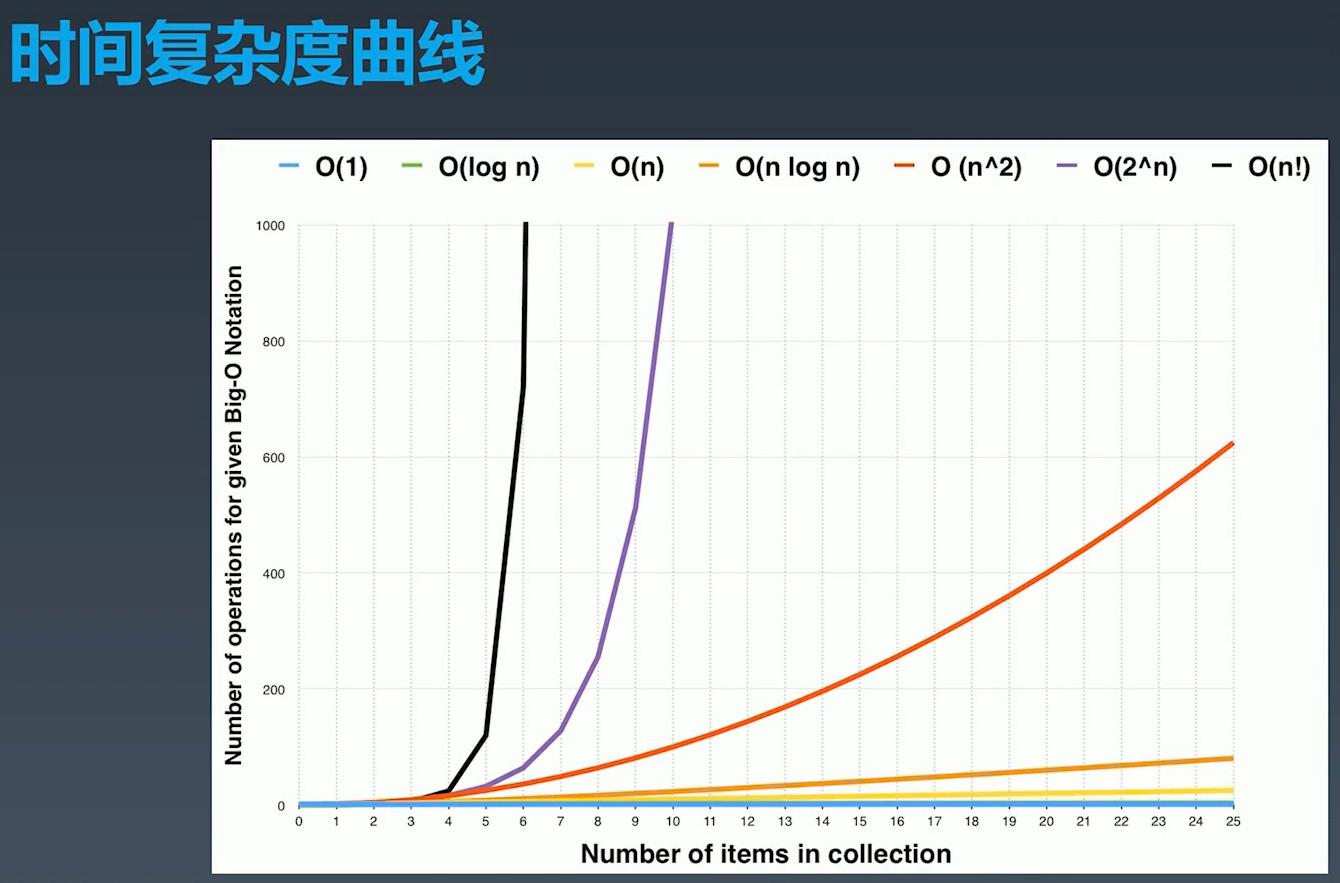 时间复杂度曲线
O(1) O(log n) O(n) O(n log n) O (n^2) O(2^n) O(n!)
Number of operations for given Big-O Notation
1000
800
600
400
200
0
0 1 2 3 4 5 6 7 8 9 10 11 12 13 14 15 16 17 18 19 20 21 22 23 24 25
Number of items in collection